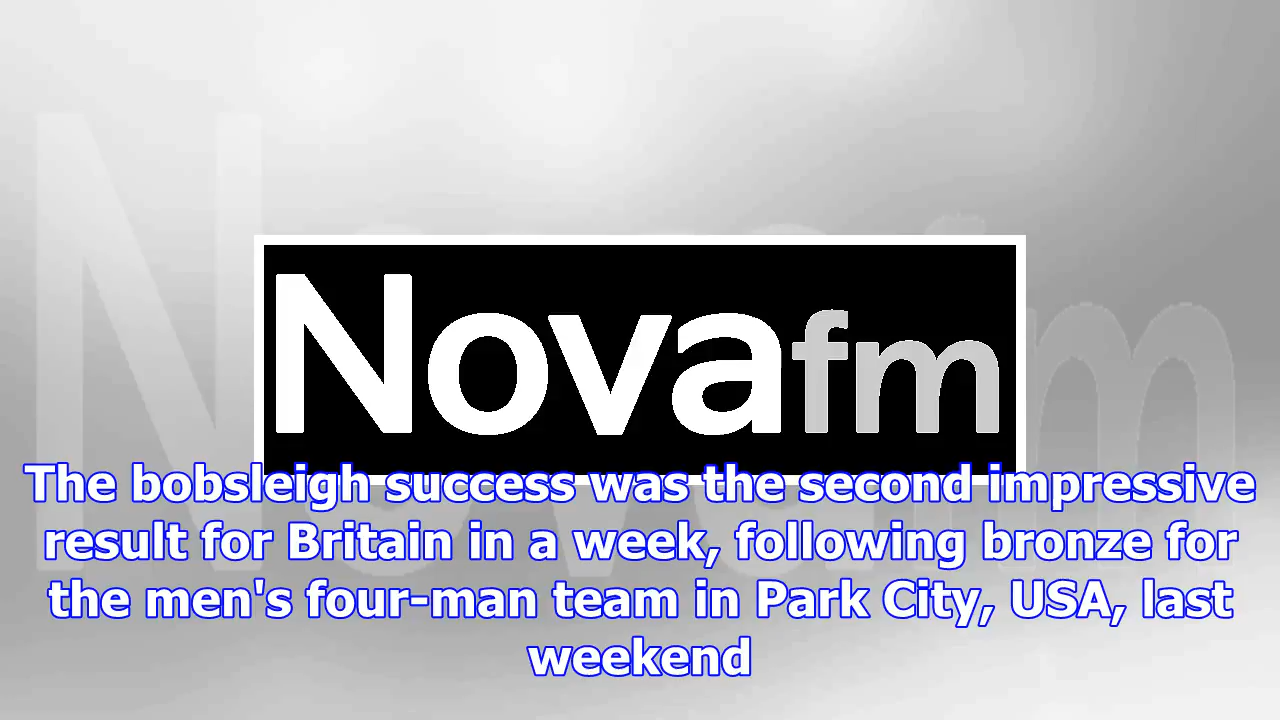 Novafm
The bobsleigh success was the second impressive
result for Britain in a week, following bronze for
the men's four-man team in Park City, USA, last
weekend